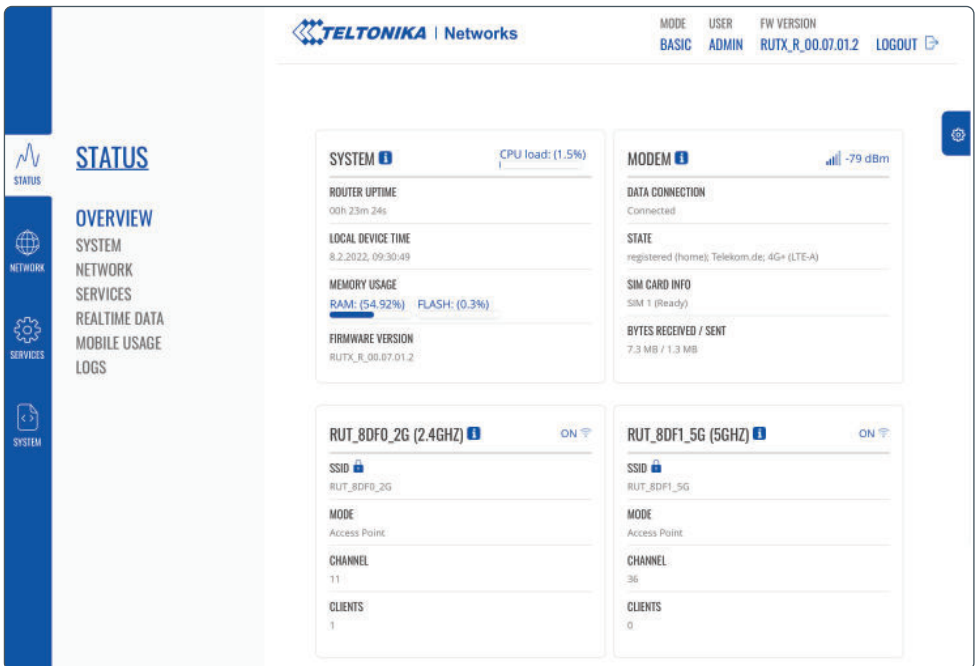 TELTONIKA | Networks
MODE USER FW VERSION
BASIC ADMIN RUTX_R_00.07.01.2 LOGOUT
STATUS
NETWORK
SERVICES
SYSTEM
STATUS
OVERVIEW
SYSTEM
NETWORK
SERVICES
REALTIME DATA
MOBILE USAGE
LOGS
SYSTEM i CPU load: (1.5%)
ROUTER UPTIME
00h 23m 24s
LOCAL DEVICE TIME
8.2.2022, 09:30:49
MEMORY USAGE
RAM: (54.92%) FLASH: (0.3%)
FIRMWARE VERSION
RUTX_R_00.07.01.2
MODEM i -79 dBm
DATA CONNECTION
Connected
STATE
registered (home); Telekom.de; 4G+ (LTE-A)
SIM CARD INFO
SIM 1 (Ready)
BYTES RECEIVED / SENT
7.3 MB / 1.3 MB
RUT_8DF0_2G (2.4GHZ) i ON
SSID
RUT_8DF0_2G
MODE
Access Point
CHANNEL
11
CLIENTS
1
RUT_8DF1_5G (5GHZ) i ON
SSID
RUT_8DF1_5G
MODE
Access Point
CHANNEL
36
CLIENTS
0